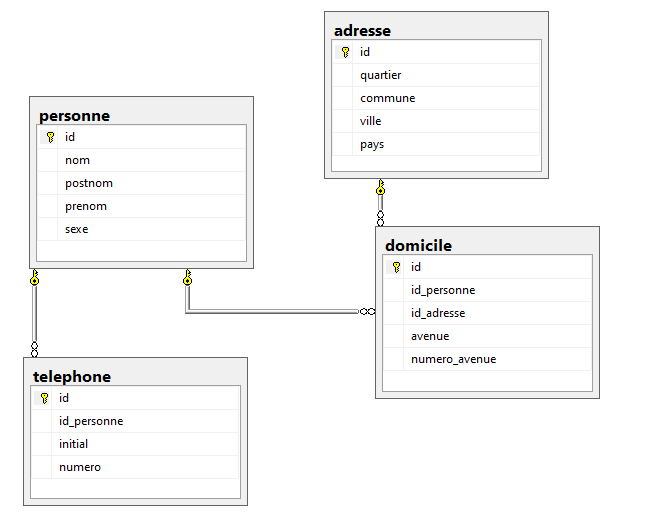 adresse
id
quartier
commune
ville
pays
personne
id
nom
postnom
prenom
sexe
domicile
id
id_personne
id_adresse
avenue
numero_avenue
telephone
id
id_personne
initial
numero